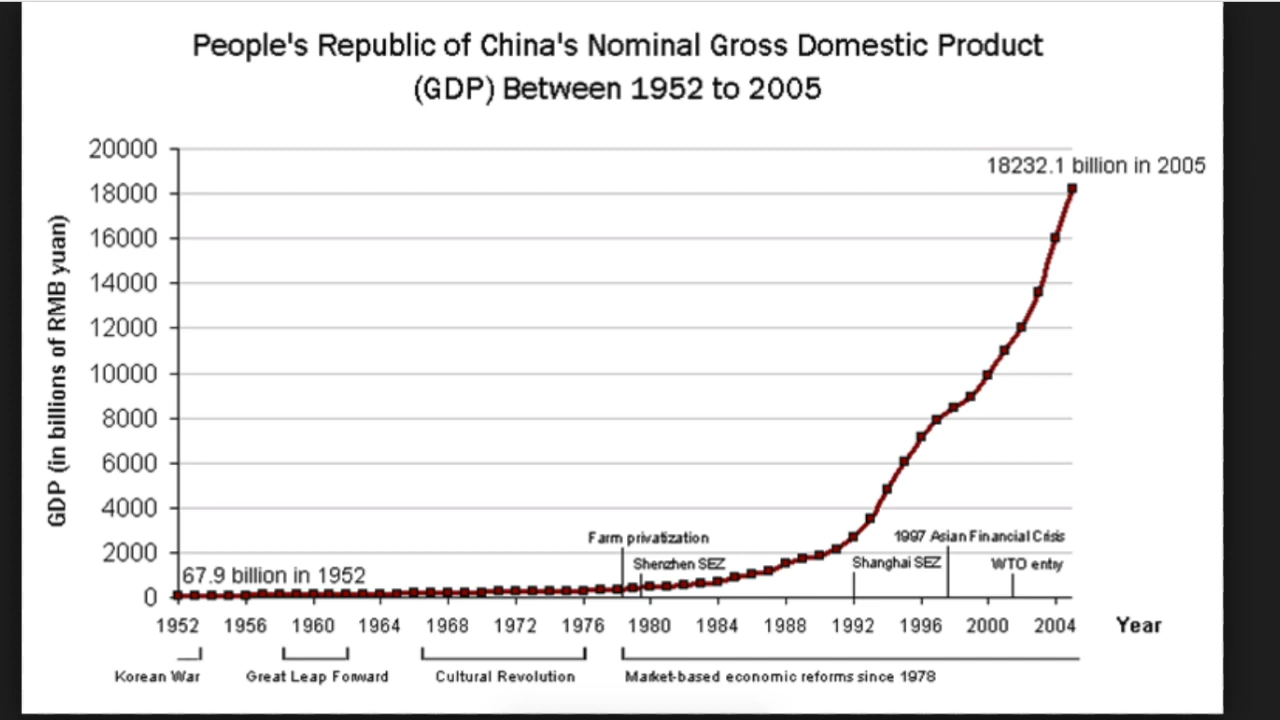 People's Republic of China's Nominal Gross Domestic Product
(GDP) Between 1952 to 2005
GDP (in billions of RMB yuan)
20000
18000
16000
14000
12000
10000
8000
6000
4000
2000
0
18232.1 billion in 2005
67.9 billion in 1952
Farm privatization
Shenzhen SEZ
1997 Asian Financial Crisis
Shanghai SEZ
WTO entry
1952 1956 1960 1964 1968 1972 1976 1980 1984 1988 1992 1996 2000 2004 Year
Korean War Great Leap Forward Cultural Revolution Market-based economic reforms since 1978